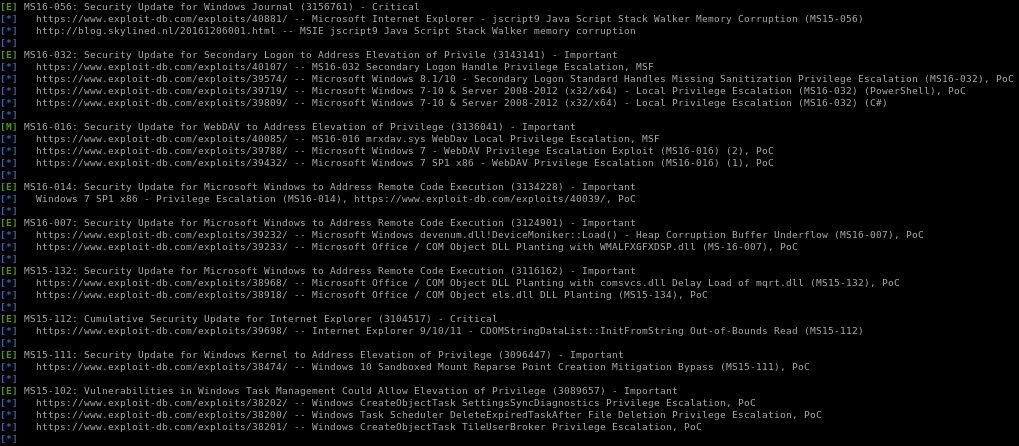 [E] MS16-056: Security Update for Windows Journal (3156761) - Critical
[*]   https://www.exploit-db.com/exploits/40881/ -- Microsoft Internet Explorer - jscript9 Java Script Stack Walker Memory Corruption (MS15-056)
[*]   http://blog.skylined.nl/20161206001.html -- MSIE jscript9 Java Script Stack Walker memory corruption
[*]
[E] MS16-032: Security Update for Secondary Logon to Address Elevation of Privile (3143141) - Important
[*]   https://www.exploit-db.com/exploits/40107/ -- MS16-032 Secondary Logon Handle Privilege Escalation, MSF
[*]   https://www.exploit-db.com/exploits/39574/ -- Microsoft Windows 8.1/10 - Secondary Logon Standard Handles Missing Sanitization Privilege Escalation (MS16-032), PoC
[*]   https://www.exploit-db.com/exploits/39719/ -- Microsoft Windows 7-10 & Server 2008-2012 (x32/x64) - Local Privilege Escalation (MS16-032) (PowerShell), PoC
[*]   https://www.exploit-db.com/exploits/39809/ -- Microsoft Windows 7-10 & Server 2008-2012 (x32/x64) - Local Privilege Escalation (MS16-032) (C#)
[*]
[M] MS16-016: Security Update for WebDAV to Address Elevation of Privilege (3136041) - Important
[*]   https://www.exploit-db.com/exploits/40085/ -- MS16-016 mrxdav.sys WebDav Local Privilege Escalation, MSF
[*]   https://www.exploit-db.com/exploits/39788/ -- Microsoft Windows 7 - WebDAV Privilege Escalation Exploit (MS16-016) (2), PoC
[*]   https://www.exploit-db.com/exploits/39432/ -- Microsoft Windows 7 SP1 x86 - WebDAV Privilege Escalation (MS16-016) (1), PoC
[*]
[E] MS16-014: Security Update for Microsoft Windows to Address Remote Code Execution (3134228) - Important
[*]   Windows 7 SP1 x86 - Privilege Escalation (MS16-014), https://www.exploit-db.com/exploits/40039/, PoC
[*]
[E] MS16-007: Security Update for Microsoft Windows to Address Remote Code Execution (3124901) - Important
[*]   https://www.exploit-db.com/exploits/39232/ -- Microsoft Windows devenum.dll!DeviceMoniker::Load() - Heap Corruption Buffer Underflow (MS16-007), PoC
[*]   https://www.exploit-db.com/exploits/39233/ -- Microsoft Office / COM Object DLL Planting with WMALFXGFXDSP.dll (MS-16-007), PoC
[*]
[E] MS15-132: Security Update for Microsoft Windows to Address Remote Code Execution (3116162) - Important
[*]   https://www.exploit-db.com/exploits/38968/ -- Microsoft Office / COM Object DLL Planting with comsvcs.dll Delay Load of mqrt.dll (MS15-132), PoC
[*]   https://www.exploit-db.com/exploits/38918/ -- Microsoft Office / COM Object els.dll DLL Planting (MS15-134), PoC
[*]
[E] MS15-112: Cumulative Security Update for Internet Explorer (3104517) - Critical
[*]   https://www.exploit-db.com/exploits/39698/ -- Internet Explorer 9/10/11 - CDOMStringDataList::InitFromString Out-of-Bounds Read (MS15-112)
[*]
[E] MS15-111: Security Update for Windows Kernel to Address Elevation of Privilege (3096447) - Important
[*]   https://www.exploit-db.com/exploits/38474/ -- Windows 10 Sandboxed Mount Reparse Point Creation Mitigation Bypass (MS15-111), PoC
[*]
[E] MS15-102: Vulnerabilities in Windows Task Management Could Allow Elevation of Privilege (3089657) - Important
[*]   https://www.exploit-db.com/exploits/38202/ -- Windows CreateObjectTask SettingsSyncDiagnostics Privilege Escalation, PoC
[*]   https://www.exploit-db.com/exploits/38200/ -- Windows Task Scheduler DeleteExpiredTaskAfter File Deletion Privilege Escalation, PoC
[*]   https://www.exploit-db.com/exploits/38201/ -- Windows CreateObjectTask TileUserBroker Privilege Escalation, PoC
[*]